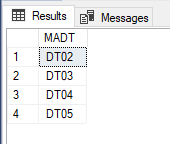 Results Messages
MADT
1 DT02
2 DT03
3 DT04
4 DT05